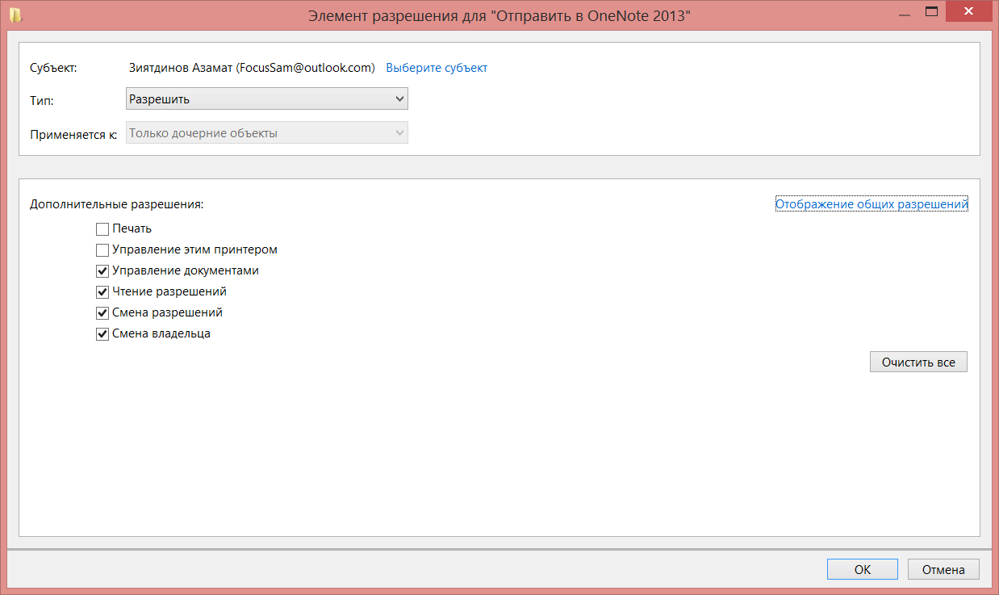 Элемент разрешения для "Отправить в OneNote 2013"
Субъект: Зиятдинов Азамат (FocusSam@outlook.com) Выберите субъект
Тип: Разрешить
Применяется к: Только дочерние объекты
Дополнительные разрешения: Отображение общих разрешений
Печать
Управление этим принтером
Управление документами
Чтение разрешений
Смена разрешений
Смена владельца
Очистить все
ОК Отмена